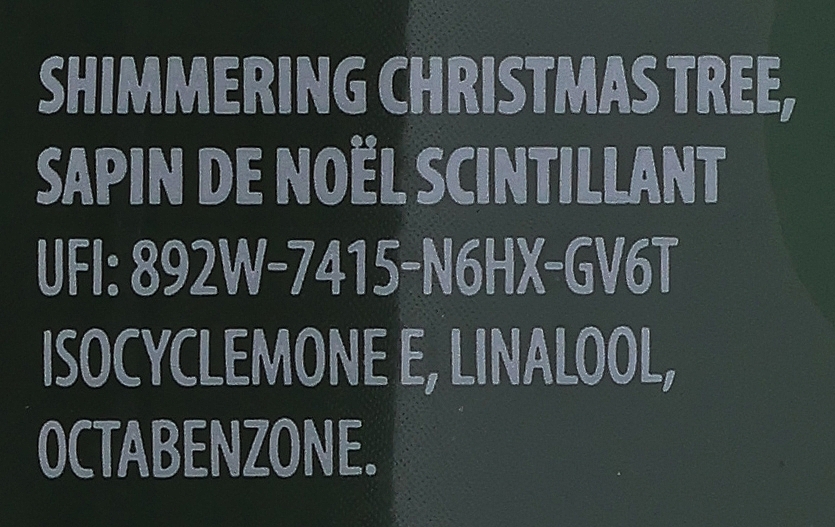 SHIMMERING CHRISTMAS TREE,
SAPIN DE NOËL SCINTILLANT
UFI: 892W-7415-N6HX-GV6T
ISOCYCLEMONE E, LINALOOL,
OCTABENZONE.